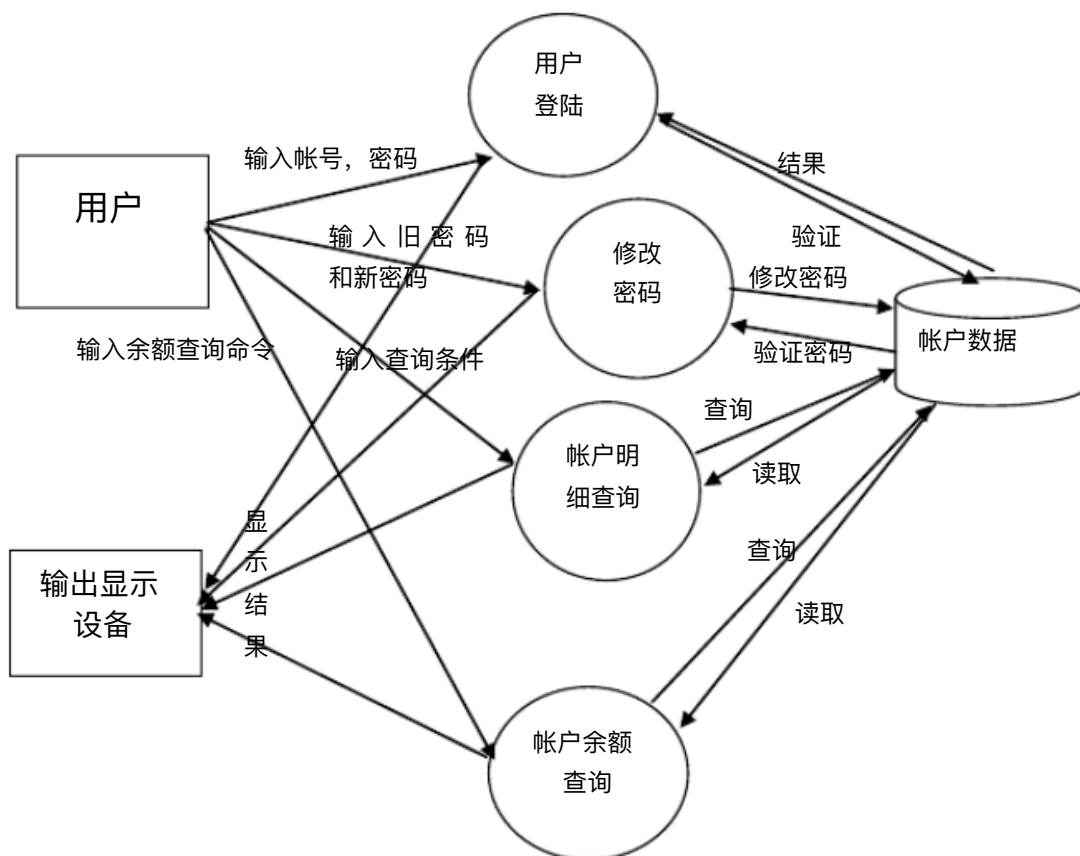 用户
登陆
输入帐号，密码
结果
用户
输入旧密码
和新密码
修改
密码
验证
修改密码
帐户数据
输入余额查询命令
输入查询条件
验证密码
查询
帐户明
细查询
读取
显
示
结
果
查询
输出显示
设备
读取
帐户余额
查询